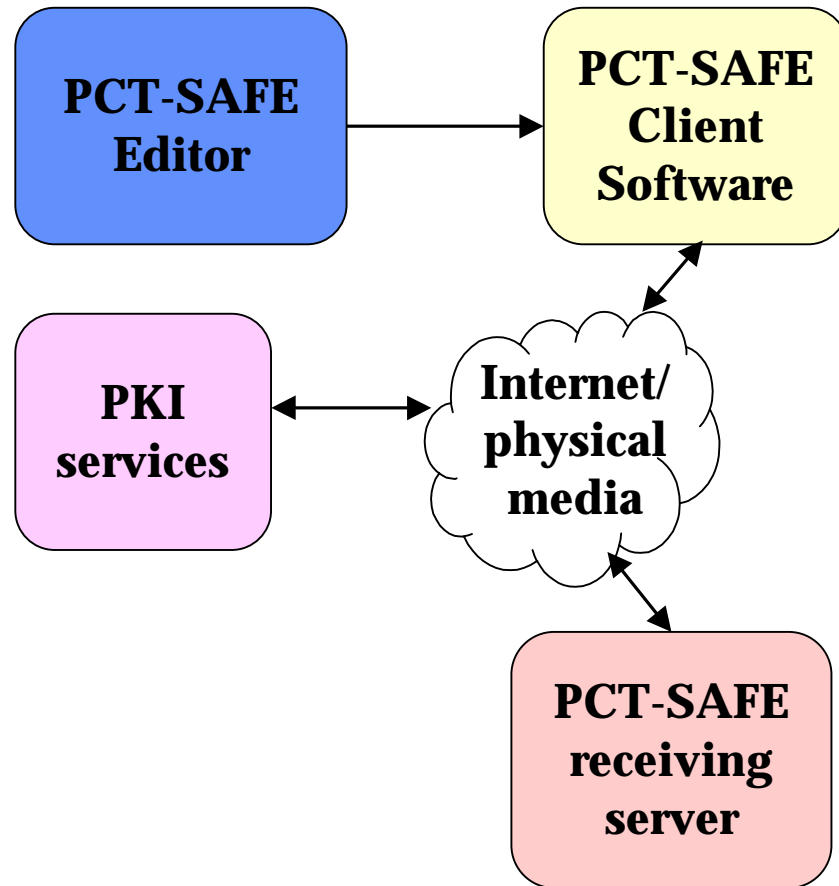 PCT-SAFE
Editor
PCT-SAFE
Client
Software
PKI
services
Internet/
physical
media
PCT-SAFE
receiving
server